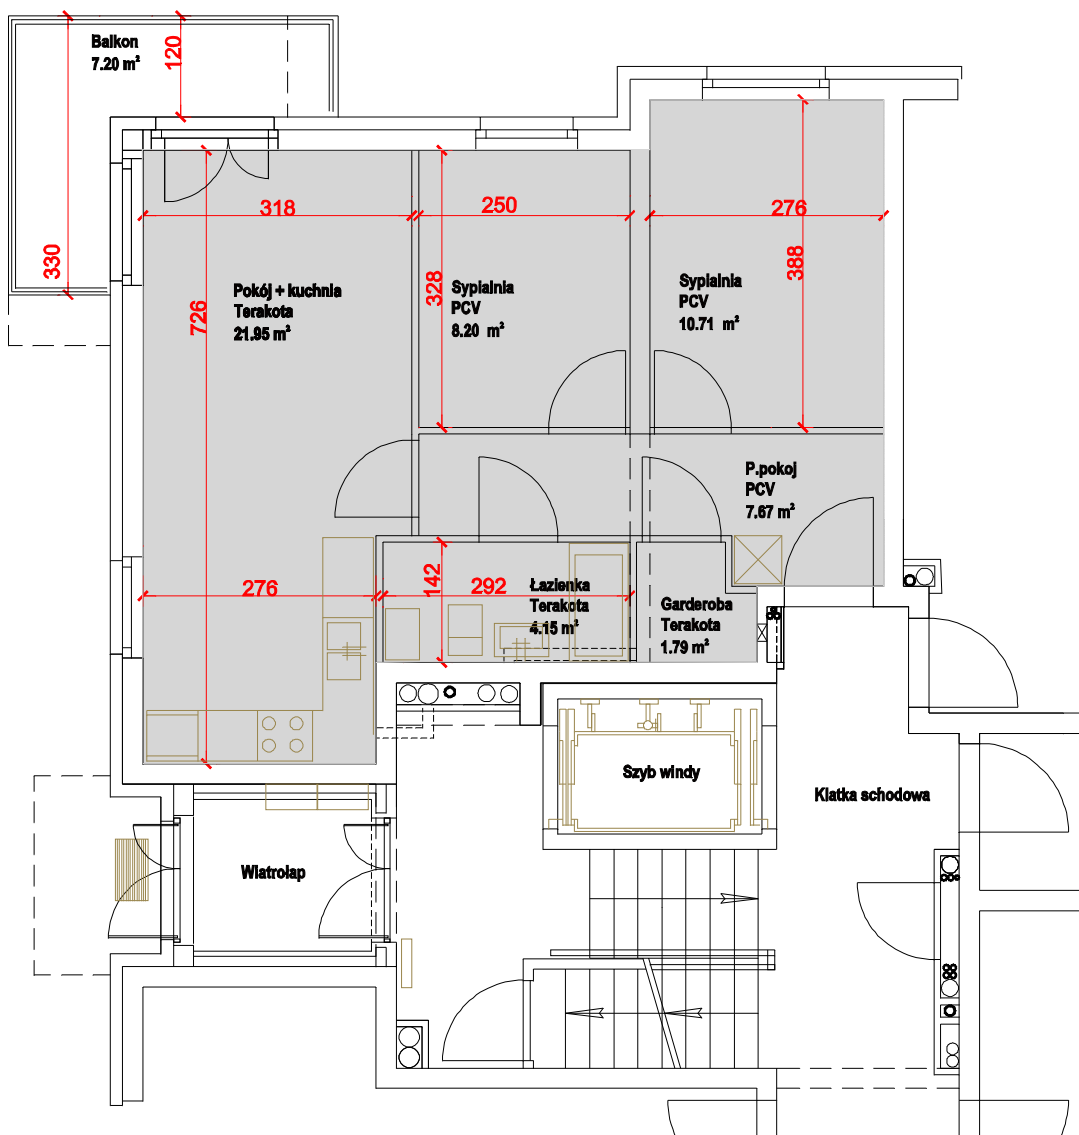 Balkon
7.20 m²
120
330
318
250
276
726
328
388
Pokój + kuchnia
Terakota
21.95 m²
Sypialnia
PCV
8.20 m²
Sypialnia
PCV
10.71 m²
P.pokoj
PCV
7.67 m²
276
142
292
Łazienka
Terakota
4.15 m²
Garderoba
Terakota
1.79 m²
Szyb windy
Klatka schodowa
Wiatrołap